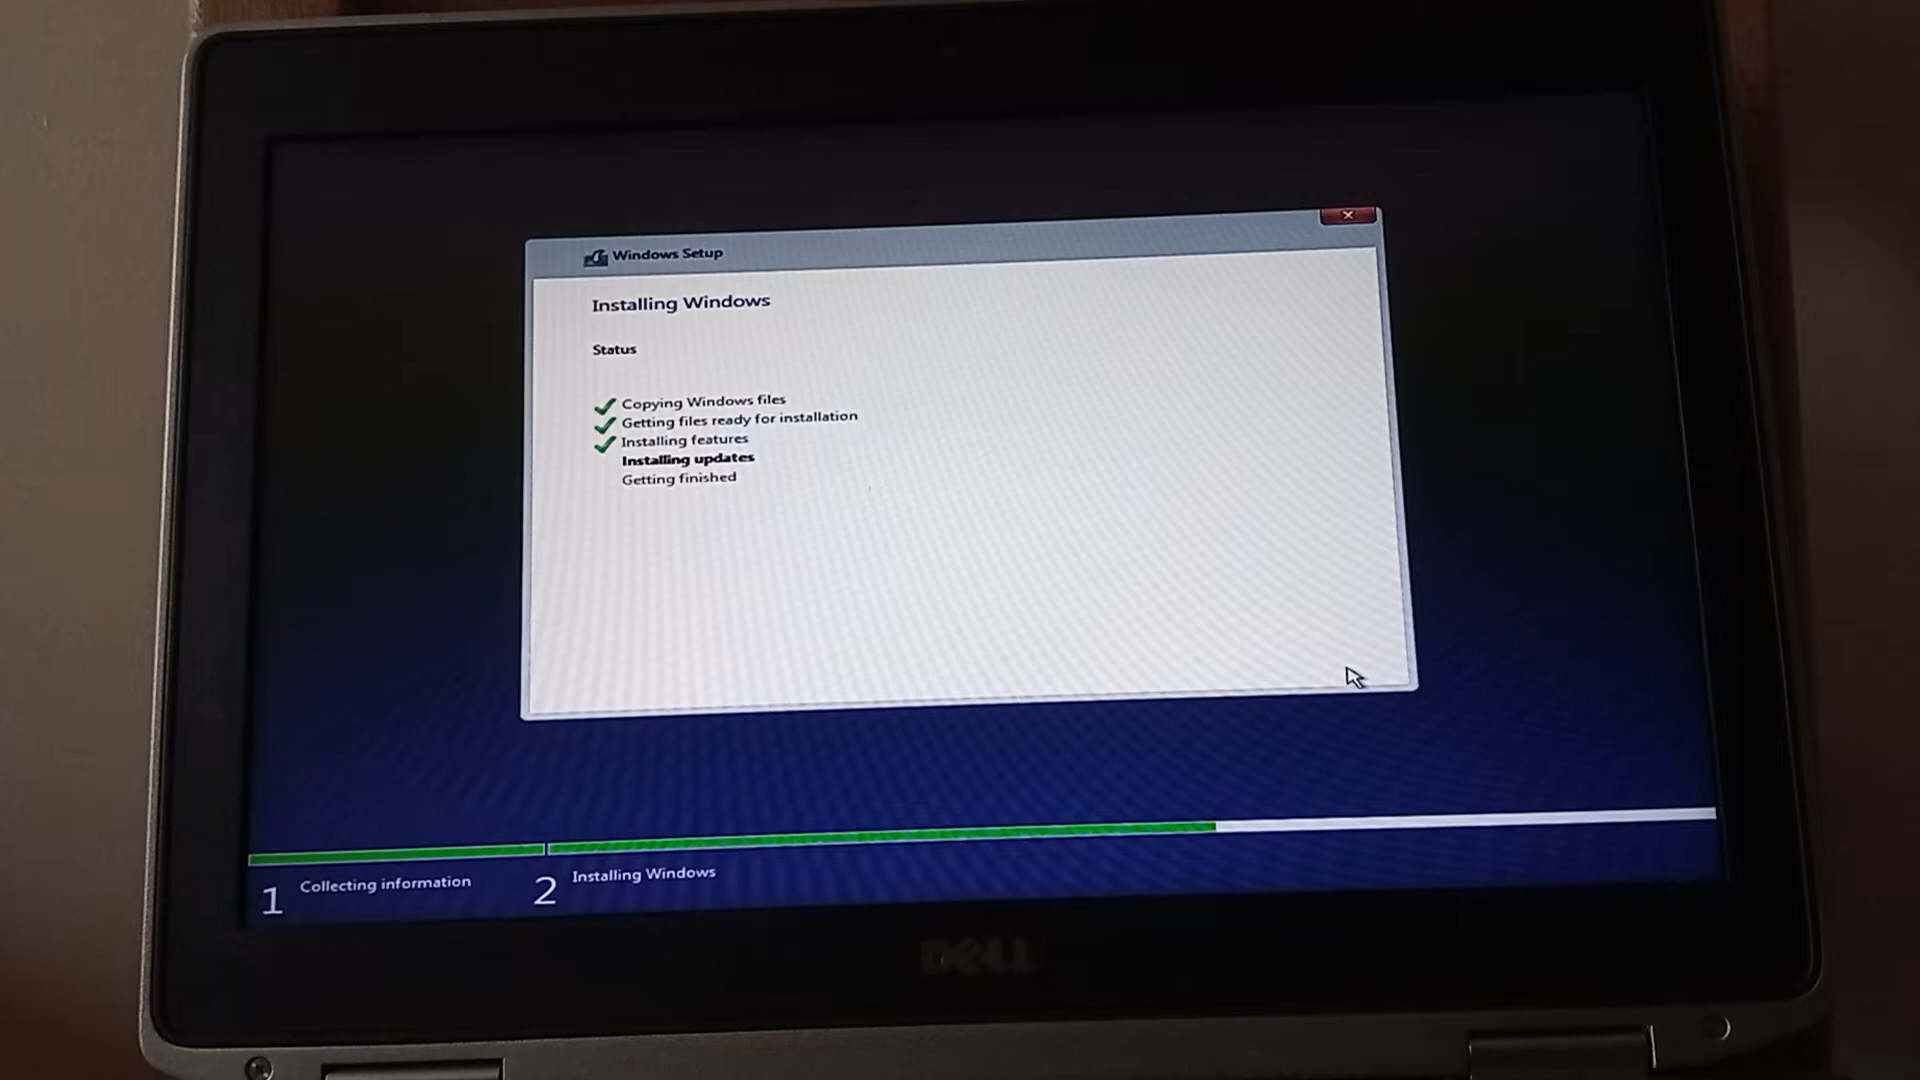 Windows Setup
Installing Windows
Status
Copying Windows files
Getting files ready for installation
Installing features
Installing updates
Getting finished
1 Collecting information
2 Installing Windows
DELL